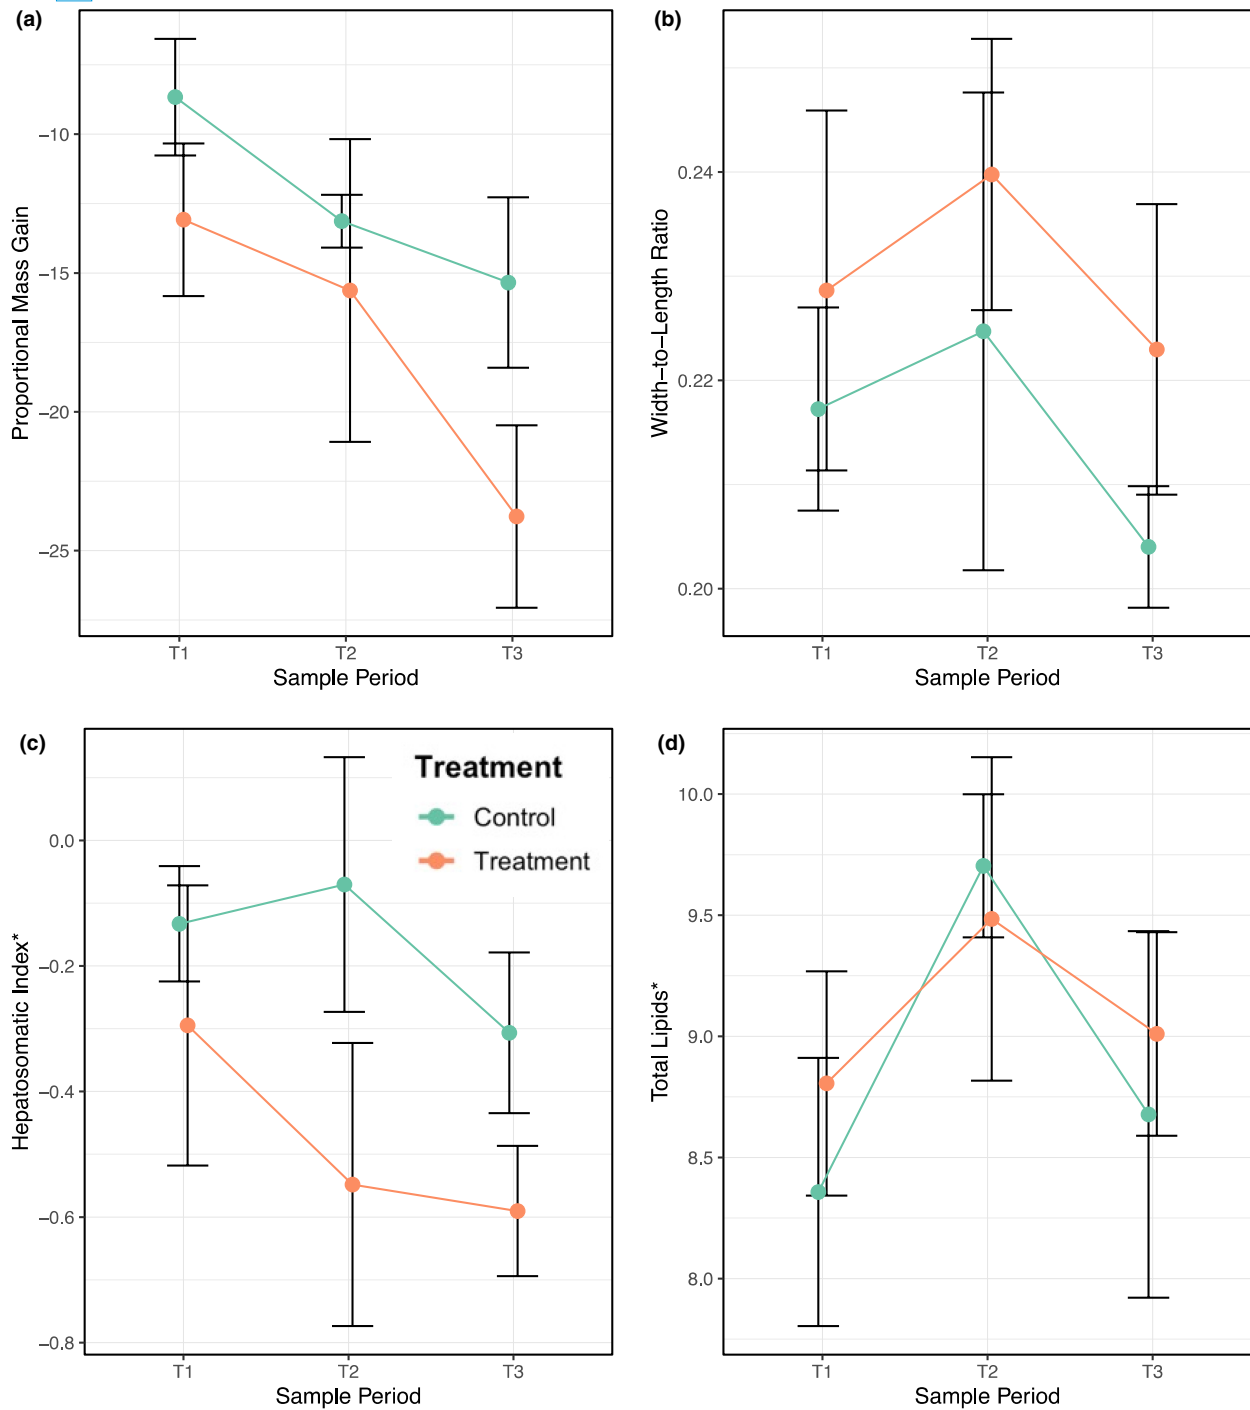 (a)
Proportional Mass Gain
−10
−15
−20
−25
T1 T2 T3
Sample Period
(b)
Width−to−Length Ratio
0.24
0.22
0.20
T1 T2 T3
Sample Period
(c)
Hepatosomatic Index*
0.0
−0.2
−0.4
−0.6
−0.8
Treatment
Control
Treatment
T1 T2 T3
Sample Period
(d)
Total Lipids*
10.0
9.5
9.0
8.5
8.0
T1 T2 T3
Sample Period